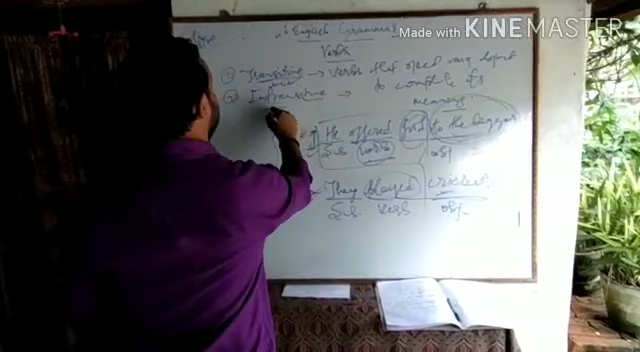 Made with KINEMASTER
English Grammar
Verbs
① Transitive → Verbs that need any object
to complete its
meaning
② Intransitive →
He offered food to the beggar
Sub verb obj
They played cricket.
Sub. verb obj.